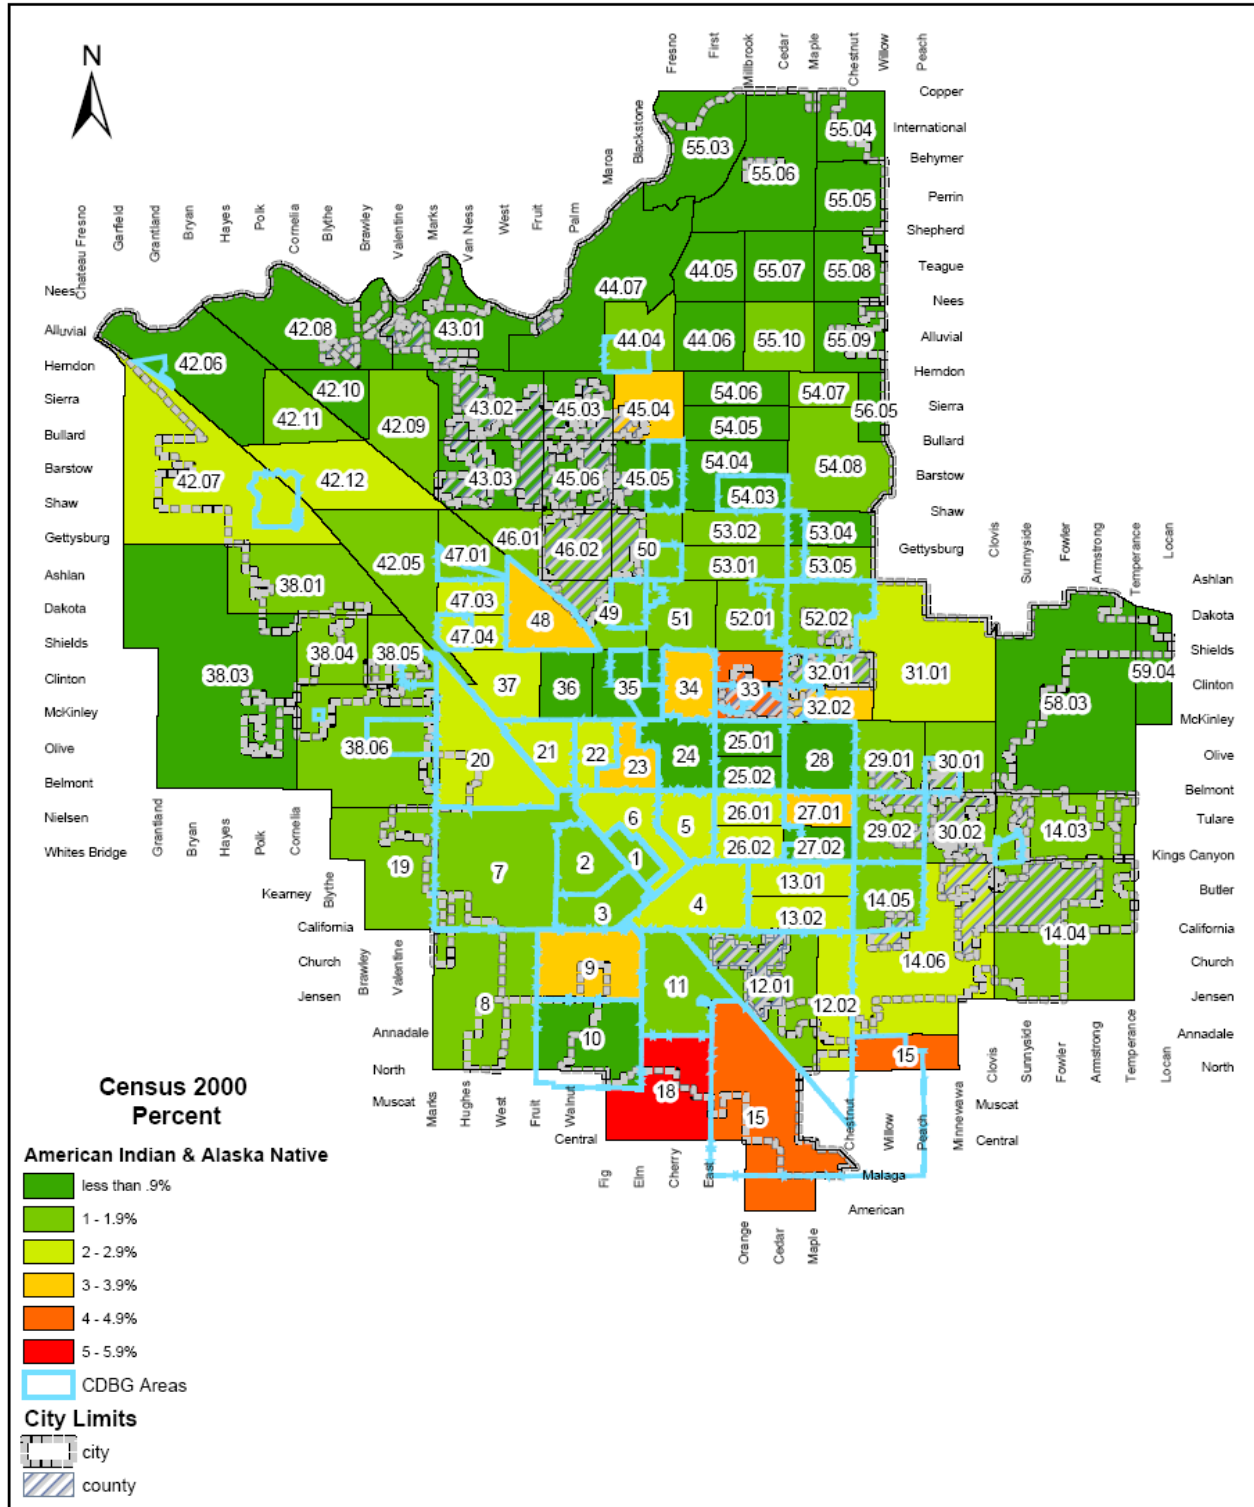 N
Fresno
First
Millbrook
Cedar
Maple
Chestnut
Willow
Peach
Copper
International
Behymer
Perrin
Shepherd
Teague
Nees
Alluvial
Herndon
Sierra
Bullard
Barstow
Shaw
Gettysburg
Blackstone
Maroa
Chateau Fresno
Garfield
Grantland
Bryan
Hayes
Polk
Cornelia
Blythe
Brawley
Valentine
Marks
Van Ness
West
Fruit
Palm
Nees
Alluvial
Herndon
Sierra
Bullard
Barstow
Shaw
Gettysburg
Ashlan
Dakota
Shields
Clinton
McKinley
Olive
Belmont
Nielsen
Whites Bridge
Clovis
Sunnyside
Fowler
Armstrong
Temperance
Locan
Ashlan
Dakota
Shields
Clinton
McKinley
Olive
Belmont
Tulare
Kings Canyon
Butler
California
Church
Jensen
Annadale
North
55.03
55.04
55.06
55.05
44.07
44.05
55.07
55.08
42.08
43.01
44.04
44.06
55.10
55.09
42.06
42.10
42.11
42.09
43.02
45.03
45.04
54.06
54.07
56.05
54.05
42.07
42.12
43.03
45.06
45.05
54.04
54.08
54.03
46.01
46.02
50
53.02
53.04
42.05
47.01
53.01
53.05
38.01
47.03
48
49
51
52.01
52.02
47.04
38.04
38.05
38.03
37
36
35
34
33
32.01
31.01
32.02
58.03
59.04
38.06
20
21
22
23
24
25.01
25.02
28
29.01
30.01
6
5
26.01
27.01
29.02
30.02
14.03
26.02
27.02
19
7
2
1
3
4
13.01
13.02
14.05
14.04
14.06
9
8
11
12.01
12.02
10
15
18
15
Grantland
Bryan
Hayes
Polk
Cornelia
Blythe
Kearney
California
Church
Jensen
Brawley
Valentine
Annadale
North
Muscat
Marks
Hughes
West
Fruit
Walnut
Central
Fig
Elm
Cherry
East
Orange
Cedar
Maple
Chestnut
Willow
Peach
Minnewawa
Clovis
Sunnyside
Fowler
Armstrong
Temperance
Locan
Muscat
Central
Malaga
American
Census 2000
Percent
American Indian & Alaska Native
less than .9%
1 - 1.9%
2 - 2.9%
3 - 3.9%
4 - 4.9%
5 - 5.9%
CDBG Areas
City Limits
city
county